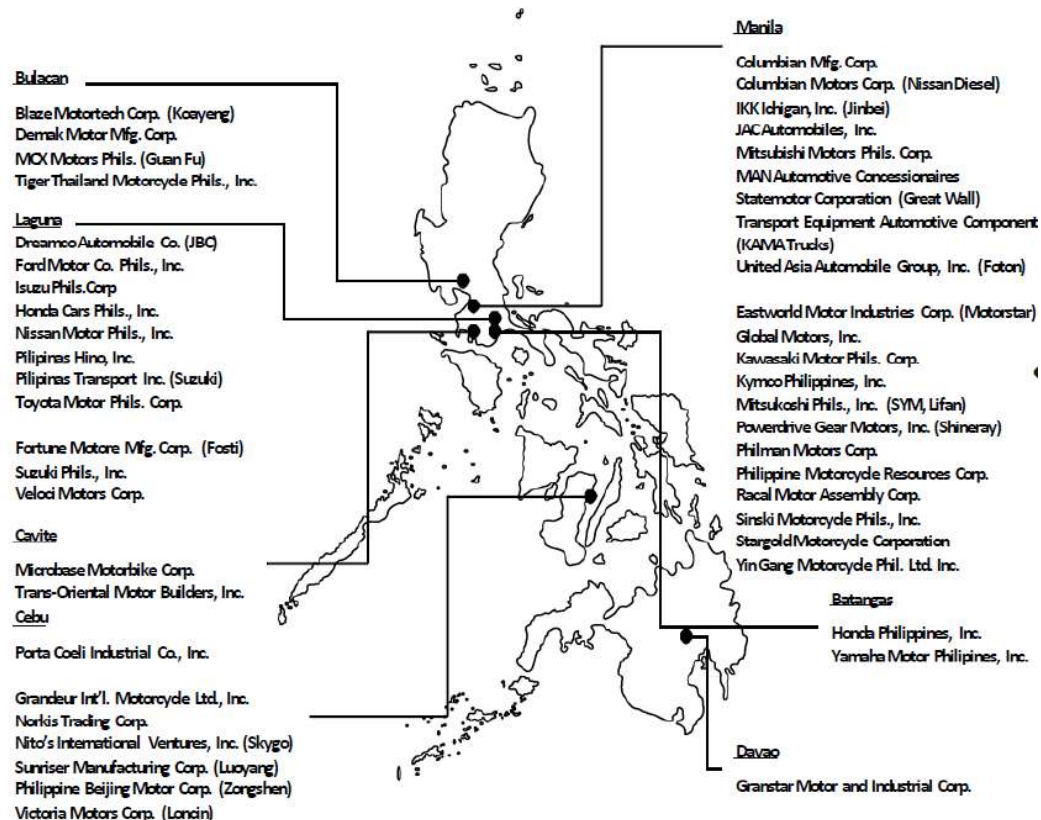 Bulacan
Blaze Motortech Corp. (Koayeng)
Demak Motor Mfg. Corp.
MCX Motors Phils. (Guan Fu)
Tiger Thailand Motorcycle Phils., Inc.
Laguna
Dreamco Automobile Co. (JBC)
Ford Motor Co. Phils., Inc.
Isuzu Phils.Corp
Honda Cars Phils., Inc.
Nissan Motor Phils., Inc.
Pilipinas Hino, Inc.
Pilipinas Transport Inc. (Suzuki)
Toyota Motor Phils. Corp.
Fortune Motore Mfg. Corp. (Fosti)
Suzuki Phils., Inc.
Veloci Motors Corp.
Cavite
Microbase Motorbike Corp.
Trans-Oriental Motor Builders, Inc.
Cebu
Porta Coeli Industrial Co., Inc.
Grandeur Int'l. Motorcycle Ltd., Inc.
Norkis Trading Corp.
Nito's International Ventures, Inc. (Skygo)
Sunriser Manufacturing Corp. (Luoyang)
Philippine Beijing Motor Corp. (Zongshen)
Victoria Motors Corp. (Loncin)
Manila
Columbian Mfg. Corp.
Columbian Motors Corp. (Nissan Diesel)
IKK Ichigan, Inc. (Jinbei)
JAC Automobiles, Inc.
Mitsubishi Motors Phils. Corp.
MAN Automotive Concessionaires
Statemotor Corporation (Great Wall)
Transport Equipment Automotive Component
(KAMA Trucks)
United Asia Automobile Group, Inc. (Foton)
Eastworld Motor Industries Corp. (Motorstar)
Global Motors, Inc.
Kawasaki Motor Phils. Corp.
Kymco Philippines, Inc.
Mitsukoshi Phils., Inc. (SYM, Lifan)
Powerdrive Gear Motors, Inc. (Shineray)
Philman Motors Corp.
Philippine Motorcycle Resources Corp.
Racal Motor Assembly Corp.
Sinski Motorcycle Phils., Inc.
Stargold Motorcycle Corporation
Yin Gang Motorcycle Phil. Ltd. Inc.
Batangas
Honda Philippines, Inc.
Yamaha Motor Philipines, Inc.
Davao
Granstar Motor and Industrial Corp.